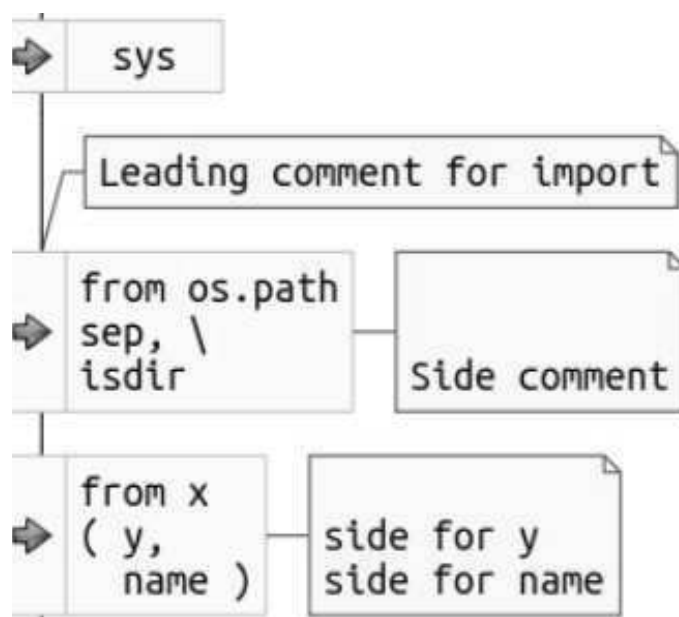 sys
Leading comment for import
from os.path
sep, \
isdir
Side comment
from x
( y,
name )
side for y
side for name